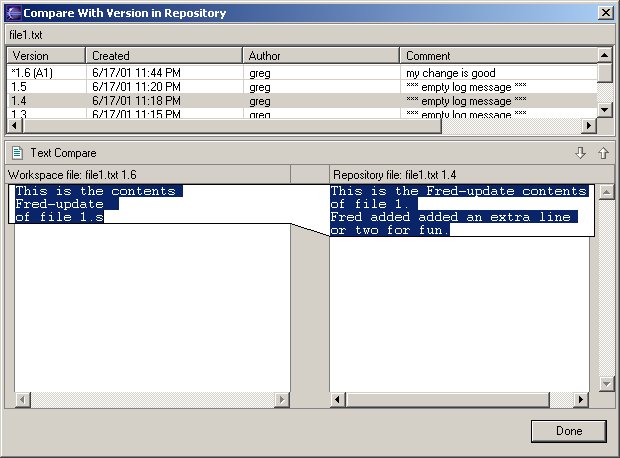 Compare With Version in Repository
file1.txt
Version Created Author Comment
*1.6 (A1) 6/17/01 11:44 PM greg my change is good
1.5 6/17/01 11:20 PM greg *** empty log message ***
1.4 6/17/01 11:18 PM greg *** empty log message ***
1.3 6/17/01 11:15 PM greg *** empty log message ***
Text Compare
Workspace file: file1.txt 1.6 Repository file: file1.txt 1.4
This is the contents
Fred-update
of file 1.s
This is the Fred-update contents
of file 1.
Fred added added an extra line
or two for fun.
Done